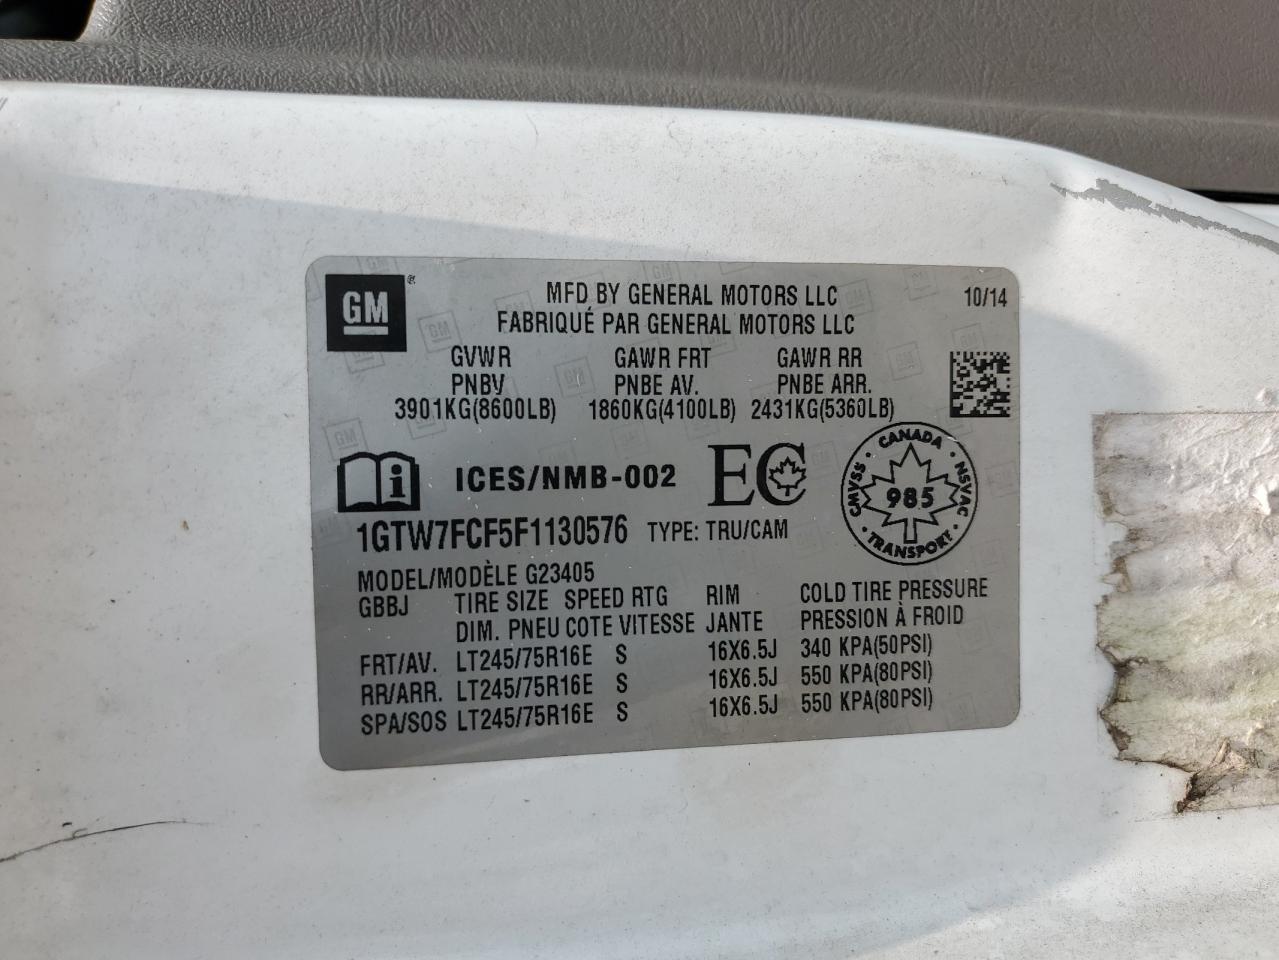 GM ®
MFD BY GENERAL MOTORS LLC 10/14
FABRIQUÉ PAR GENERAL MOTORS LLC
GVWR GAWR FRT GAWR RR
PNBV PNBE AV. PNBE ARR.
3901KG(8600LB) 1860KG(4100LB) 2431KG(5360LB)
i ICES/NMB-002 EC
CANADA
CMVSS 985 NSVAC
TRANSPORT
1GTW7FCF5F1130576 TYPE: TRU/CAM
MODEL/MODÈLE G23405
GBBJ TIRE SIZE SPEED RTG RIM COLD TIRE PRESSURE
DIM. PNEU COTE VITESSE JANTE PRESSION À FROID
FRT/AV. LT245/75R16E S 16X6.5J 340 KPA(50PSI)
RR/ARR. LT245/75R16E S 16X6.5J 550 KPA(80PSI)
SPA/SOS LT245/75R16E S 16X6.5J 550 KPA(80PSI)